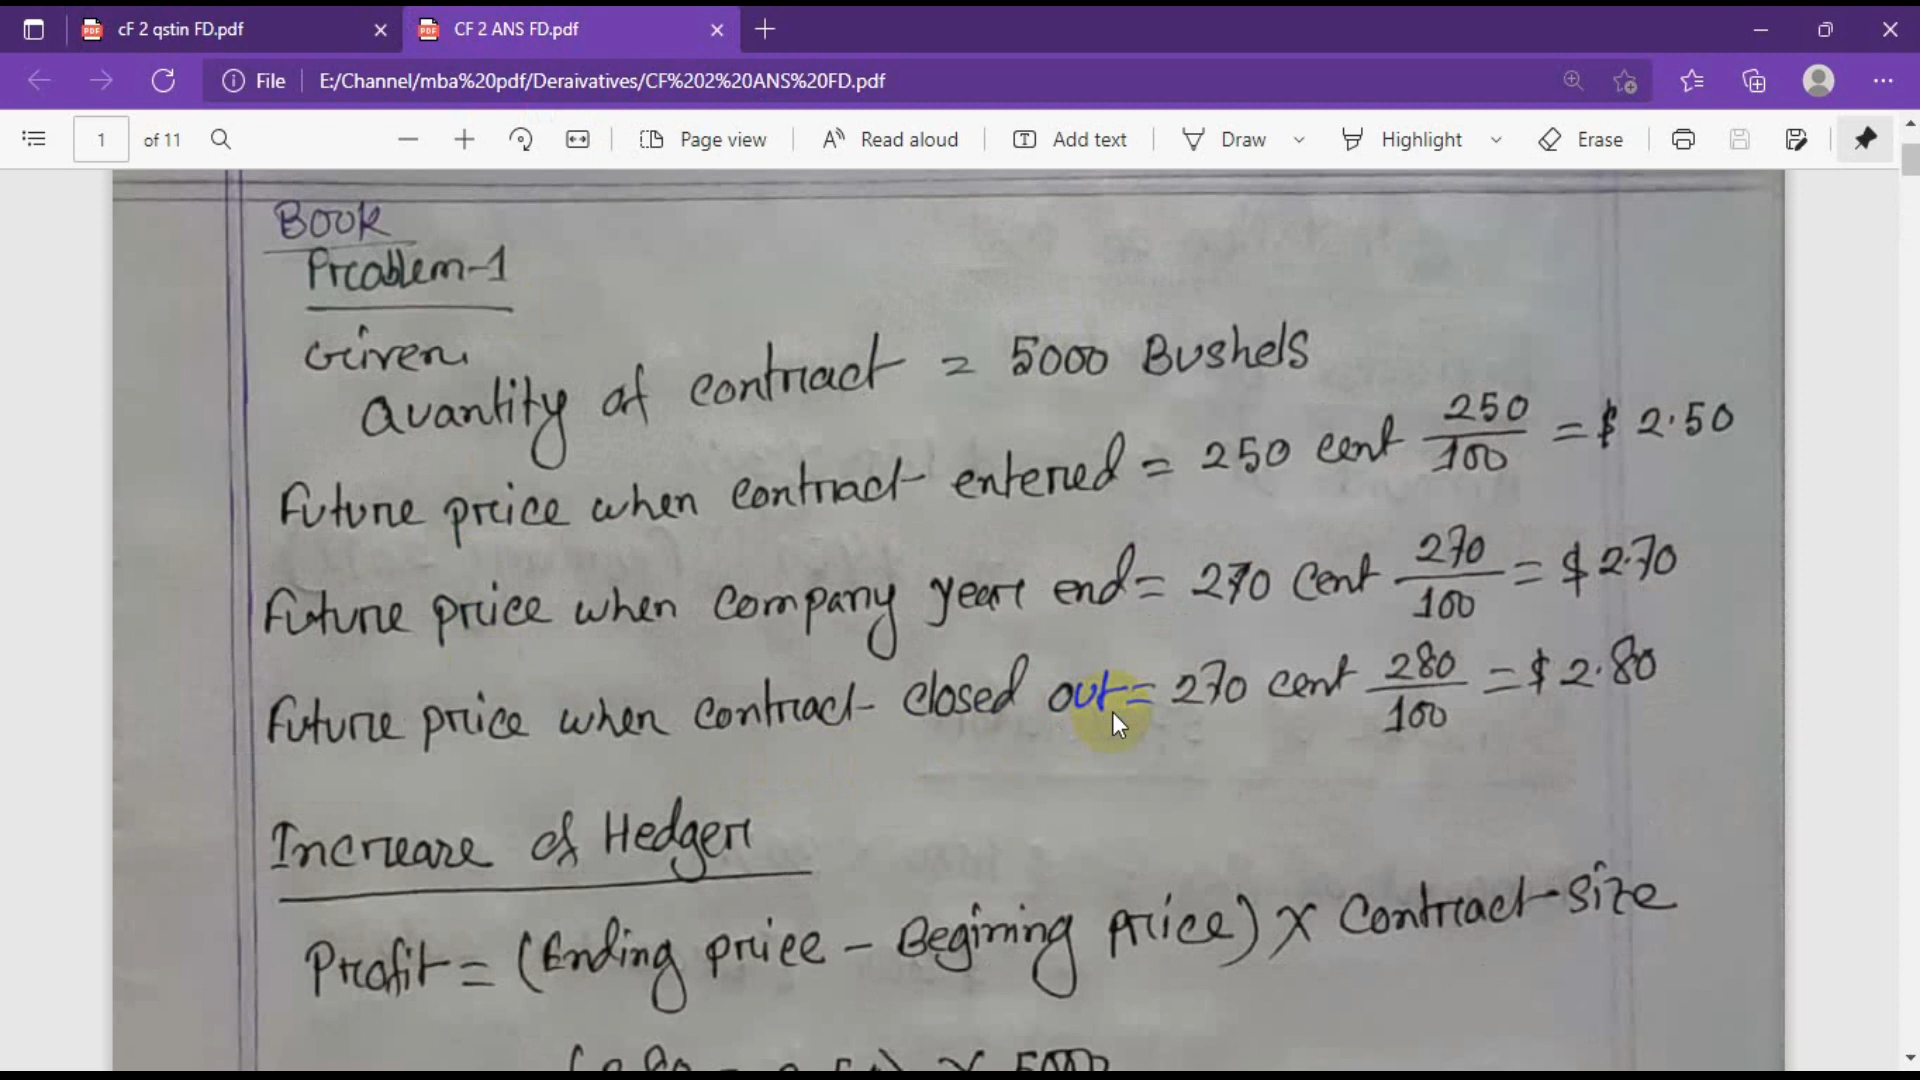 cF 2 qstin FD.pdf
CF 2 ANS FD.pdf
File E:/Channel/mba%20pdf/Deraivatives/CF%202%20ANS%20FD.pdf
1 of 11 Page view Read aloud Add text Draw Highlight Erase
BOOK
Problem-1
Given
Quantity of contract = 5000 Bushels
Future price when contract entered = 250 cent 250/100 = $ 2.50
Future price when company year end = 270 cent 270/100 = $ 2.70
Future price when contract closed out = 270 cent 280/100 = $ 2.80
Increase of Hedger
Profit = (Ending price - Begining price) X Contract-size
X 5000